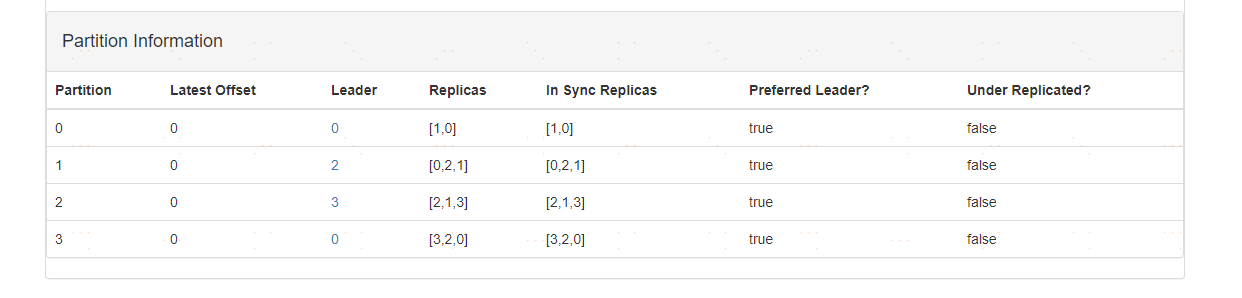 Partition Information
Partition Latest Offset Leader Replicas In Sync Replicas Preferred Leader? Under Replicated?
0 0 0 [1,0] [1,0] true false
1 0 2 [0,2,1] [0,2,1] true false
2 0 3 [2,1,3] [2,1,3] true false
3 0 0 [3,2,0] [3,2,0] true false